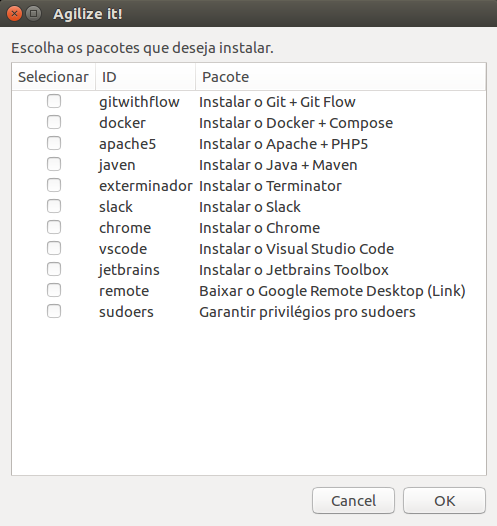 Agilize it!
Escolha os pacotes que deseja instalar.
Selecionar ID Pacote
gitwithflow Instalar o Git + Git Flow
docker Instalar o Docker + Compose
apache5 Instalar o Apache + PHP5
javen Instalar o Java + Maven
exterminador Instalar o Terminator
slack Instalar o Slack
chrome Instalar o Chrome
vscode Instalar o Visual Studio Code
jetbrains Instalar o Jetbrains Toolbox
remote Baixar o Google Remote Desktop (Link)
sudoers Garantir privilégios pro sudoers
Cancel OK